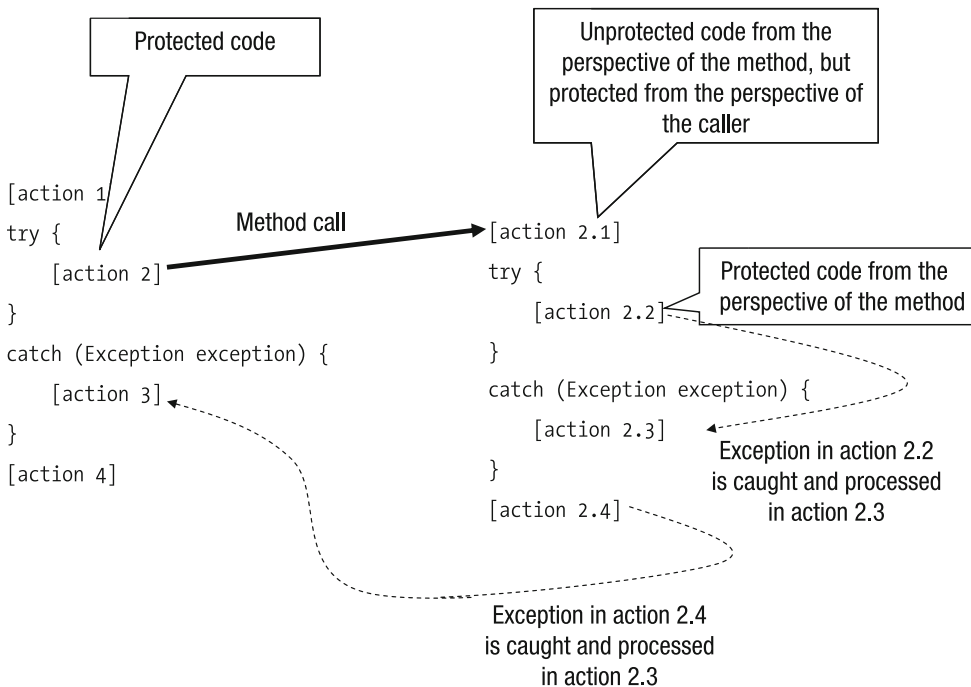 Protected code
Unprotected code from the
perspective of the method, but
protected from the perspective of
the caller
[action 1
try {
[action 2]
}
catch (Exception exception) {
[action 3]
}
[action 4]
Method call
[action 2.1]
try {
[action 2.2]
}
catch (Exception exception) {
[action 2.3]
}
[action 2.4]
Protected code from the
perspective of the method
Exception in action 2.2
is caught and processed
in action 2.3
Exception in action 2.4
is caught and processed
in action 2.3